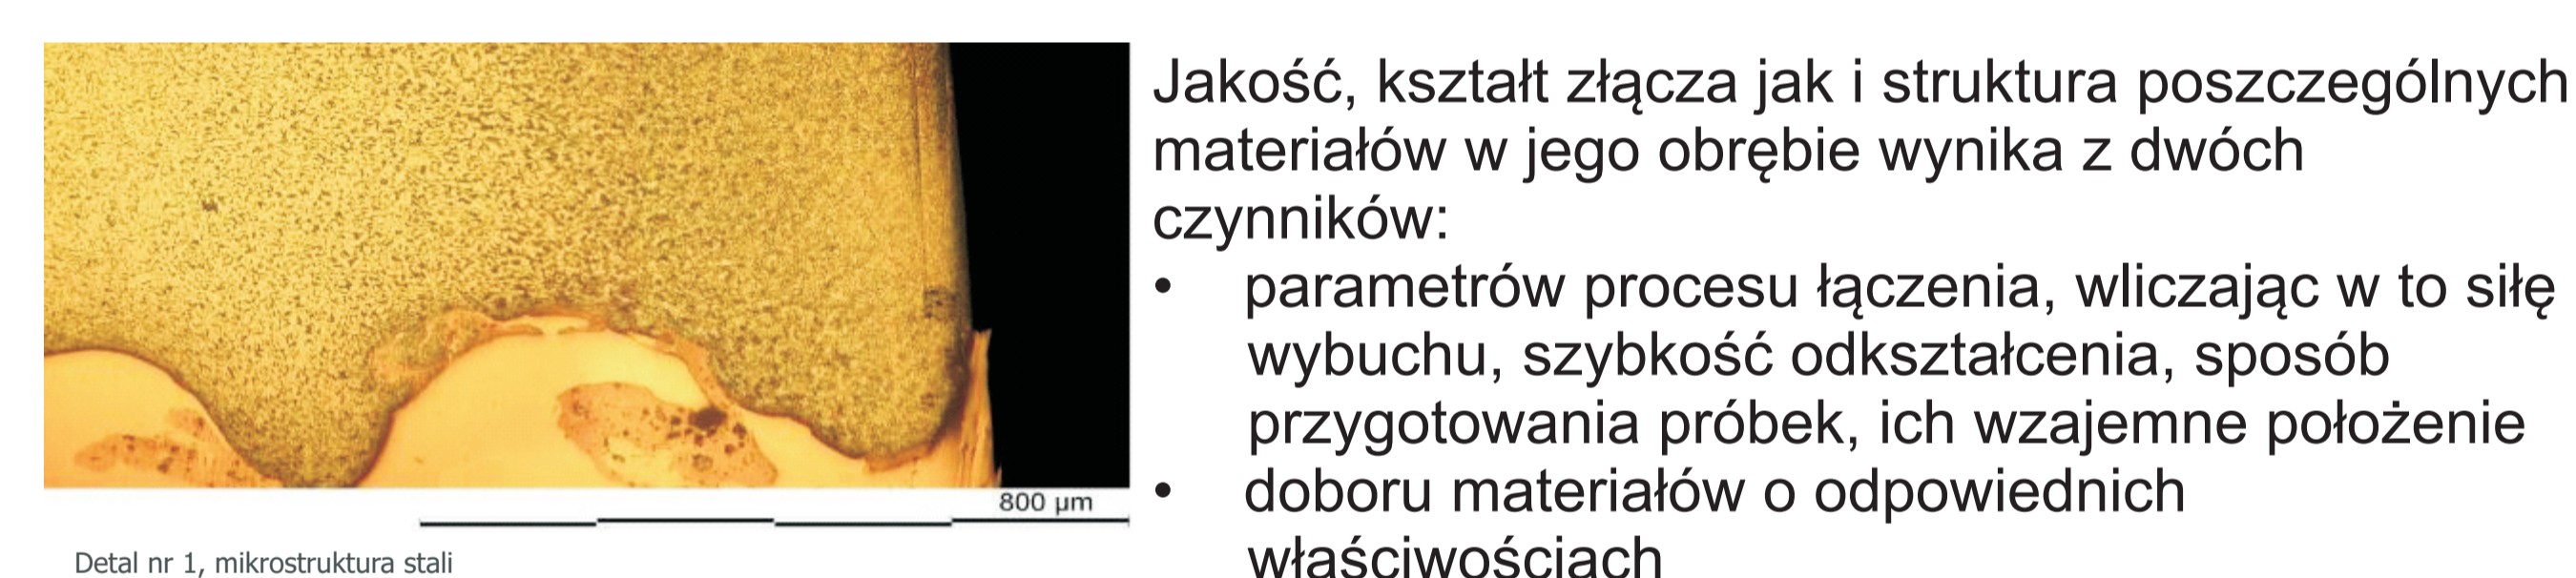 Jakość, kształt złącza jak i struktura poszczególnych
materiałów w jego obrębie wynika z dwóch
czynników:
• parametrów procesu łączenia, wliczając w to siłę
wybuchu, szybkość odkształcenia, sposób
przygotowania próbek, ich wzajemne położenie
• doboru materiałów o odpowiednich
właściwościach
800 µm
Detal nr 1, mikrostruktura stali